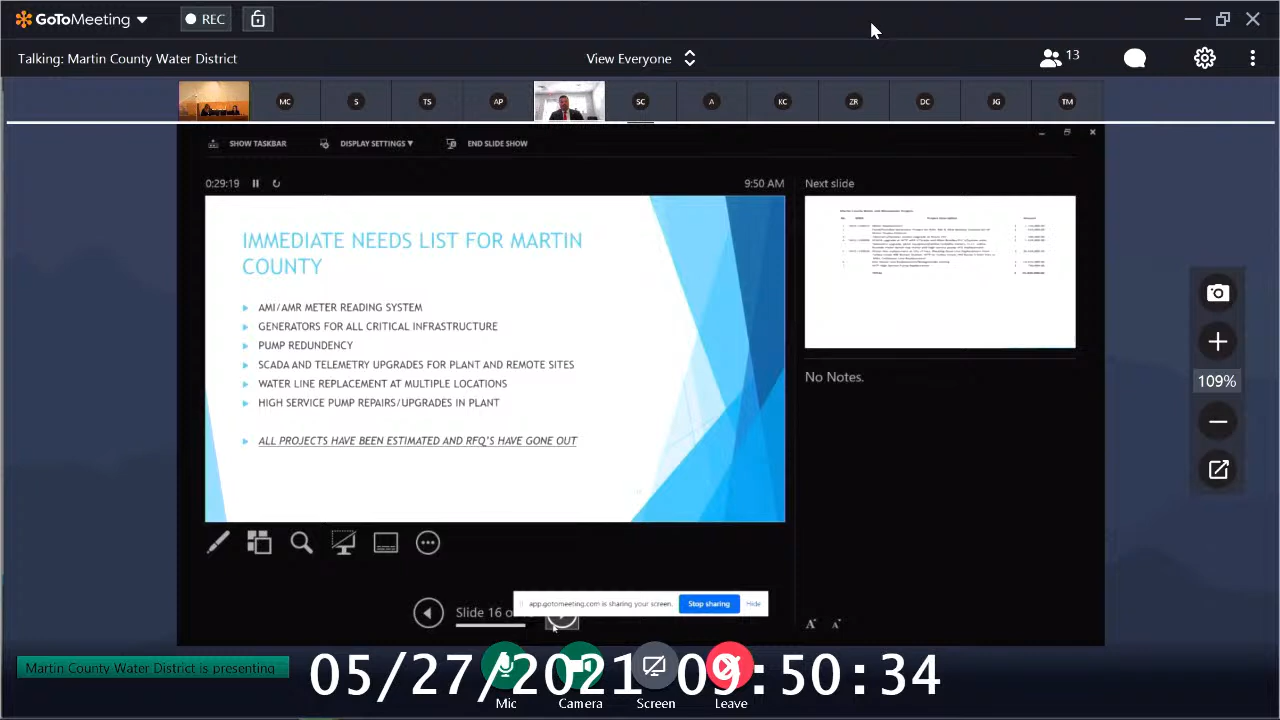 GoToMeeting
REC
Talking: Martin County Water District
View Everyone
13
MC
S
TS
AP
SC
A
KC
ZR
DC
JG
TM
SHOW TASKBAR
DISPLAY SETTINGS ▼
END SLIDE SHOW
0:29:19
9:50 AM
Next slide
IMMEDIATE NEEDS LIST FOR MARTIN
COUNTY
AMI/AMR METER READING SYSTEM
GENERATORS FOR ALL CRITICAL INFRASTRUCTURE
PUMP REDUNDENCY
SCADA AND TELEMETRY UPGRADES FOR PLANT AND REMOTE SITES
WATER LINE REPLACEMENT AT MULTIPLE LOCATIONS
HIGH SERVICE PUMP REPAIRS/UPGRADES IN PLANT
ALL PROJECTS HAVE BEEN ESTIMATED AND RFQ'S HAVE GONE OUT
No Notes.
109%
Slide 16 o
app.gotomeeting.com is sharing your screen.
Stop sharing
Hide
A A
Martin County Water District is presenting
05/27/2021 09:50:34
Mic
Camera
Screen
Leave